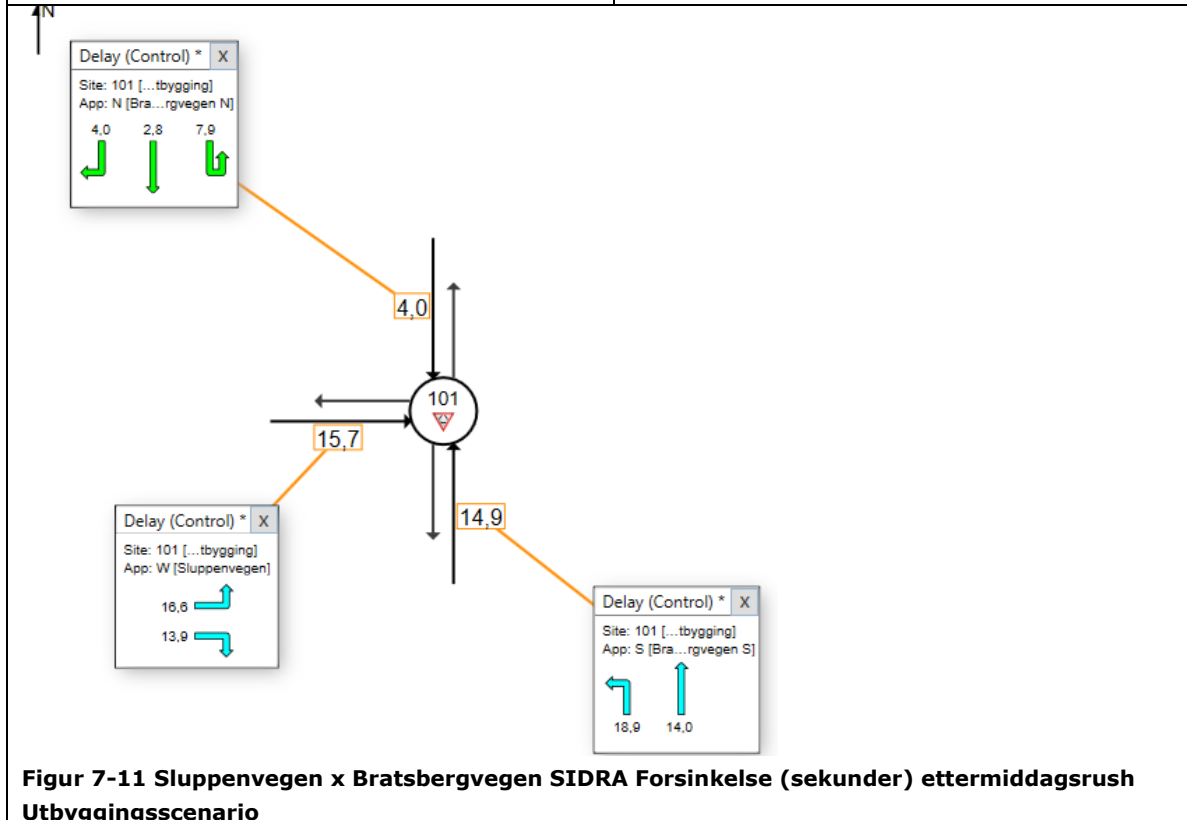 N
Delay (Control) * X
Site: 101 [...tbygging]
App: N [Bra...rgvegen N]
4,0 2,8 7,9
4,0
101
15,7
14,9
Delay (Control) * X
Site: 101 [...tbygging]
App: W [Sluppenvegen]
16,6
13,9
Delay (Control) * X
Site: 101 [...tbygging]
App: S [Bra...rgvegen S]
18,9 14,0
Figur 7-11 Sluppenvegen x Bratsbergvegen SIDRA Forsinkelse (sekunder) ettermiddagsrush
Utbyggingsscenario